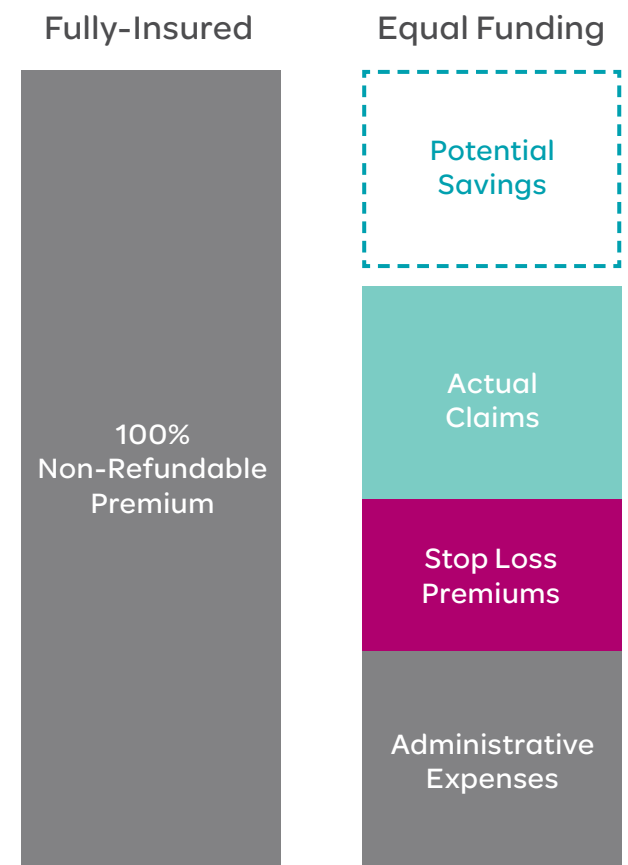 Fully-Insured
Equal Funding
Potential
Savings
Actual
Claims
100%
Non-Refundable
Premium
Stop Loss
Premiums
Administrative
Expenses